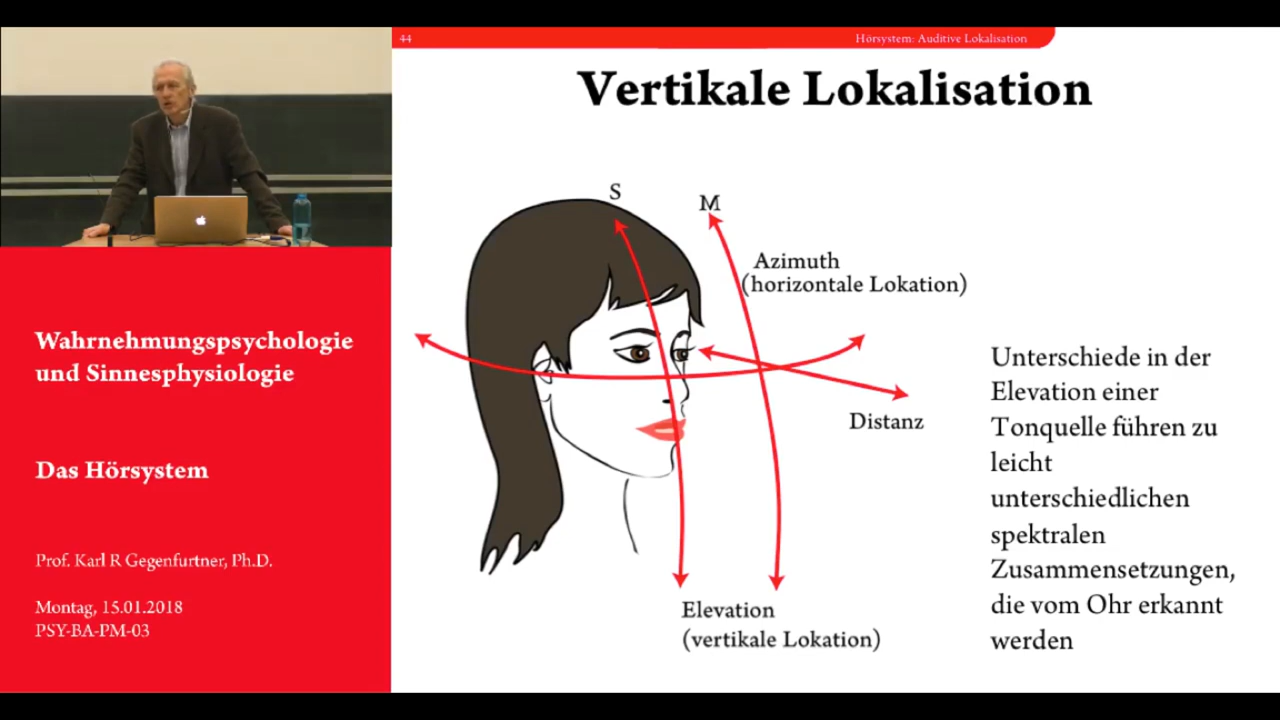 44
Hörsystem: Auditive Lokalisation
Vertikale Lokalisation
S
M
Azimuth
(horizontale Lokation)
Distanz
Elevation
(vertikale Lokation)
Unterschiede in der
Elevation einer
Tonquelle führen zu
leicht
unterschiedlichen
spektralen
Zusammensetzungen,
die vom Ohr erkannt
werden
Wahrnehmungspsychologie
und Sinnesphysiologie
Das Hörsystem
Prof. Karl R Gegenfurtner, Ph.D.
Montag, 15.01.2018
PSY-BA-PM-03